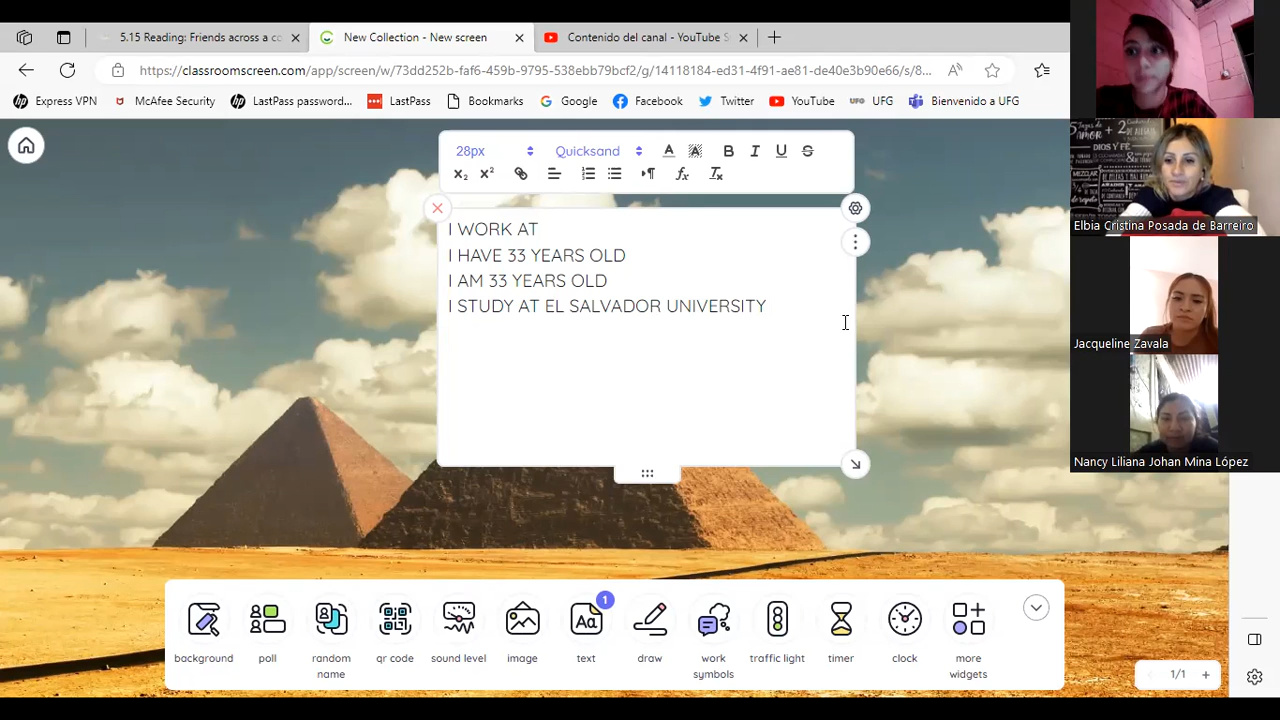 5.15 Reading: Friends across a co
New Collection - New screen
Contenido del canal - YouTube S
https://classroomscreen.com/app/screen/w/73dd252b-faf6-459b-9795-538ebb79bcf2/g/14118184-ed31-4f91-ae81-de40e3b90e66/s/8...
Express VPN
McAfee Security
LastPass password...
LastPass
Bookmarks
Google
Facebook
Twitter
YouTube
UFG
Bienvenido a UFG
28px
Quicksand
I WORK AT
I HAVE 33 YEARS OLD
I AM 33 YEARS OLD
I STUDY AT EL SALVADOR UNIVERSITY
Elbia Cristina Posada de Barreiro
Jacqueline Zavala
Nancy Liliana Johan Mina López
1
background
poll
random name
qr code
sound level
image
text
draw
work symbols
traffic light
timer
clock
more widgets
1/1